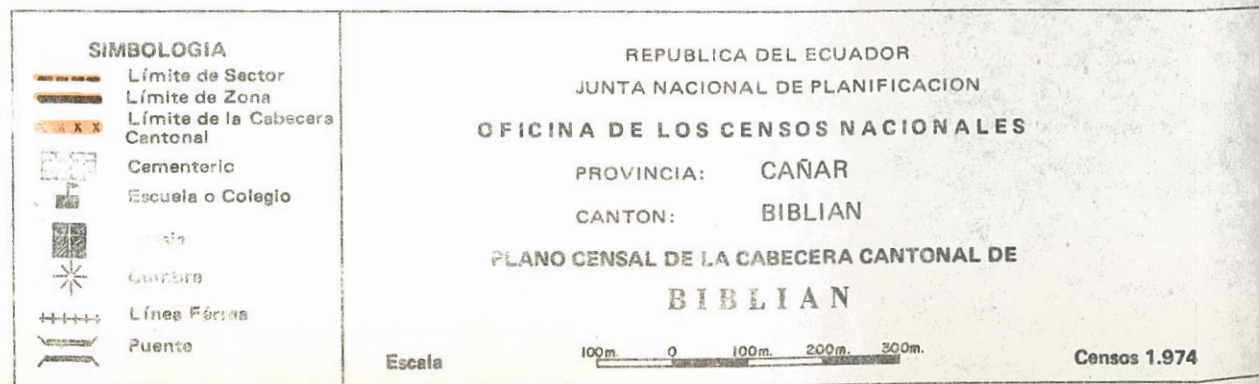 SIMBOLOGIA
Límite de Sector
Límite de Zona
Límite de la Cabecera
Cantonal
Cementerio
Escuela o Colegio
Línea Férrea
Puente
REPUBLICA DEL ECUADOR
JUNTA NACIONAL DE PLANIFICACION
OFICINA DE LOS CENSOS NACIONALES
PROVINCIA: CAÑAR
CANTON: BIBLIAN
PLANO CENSAL DE LA CABECERA CANTONAL DE
BIBLIAN
Escala
100m. 0 100m. 200m. 300m.
Censos 1.974